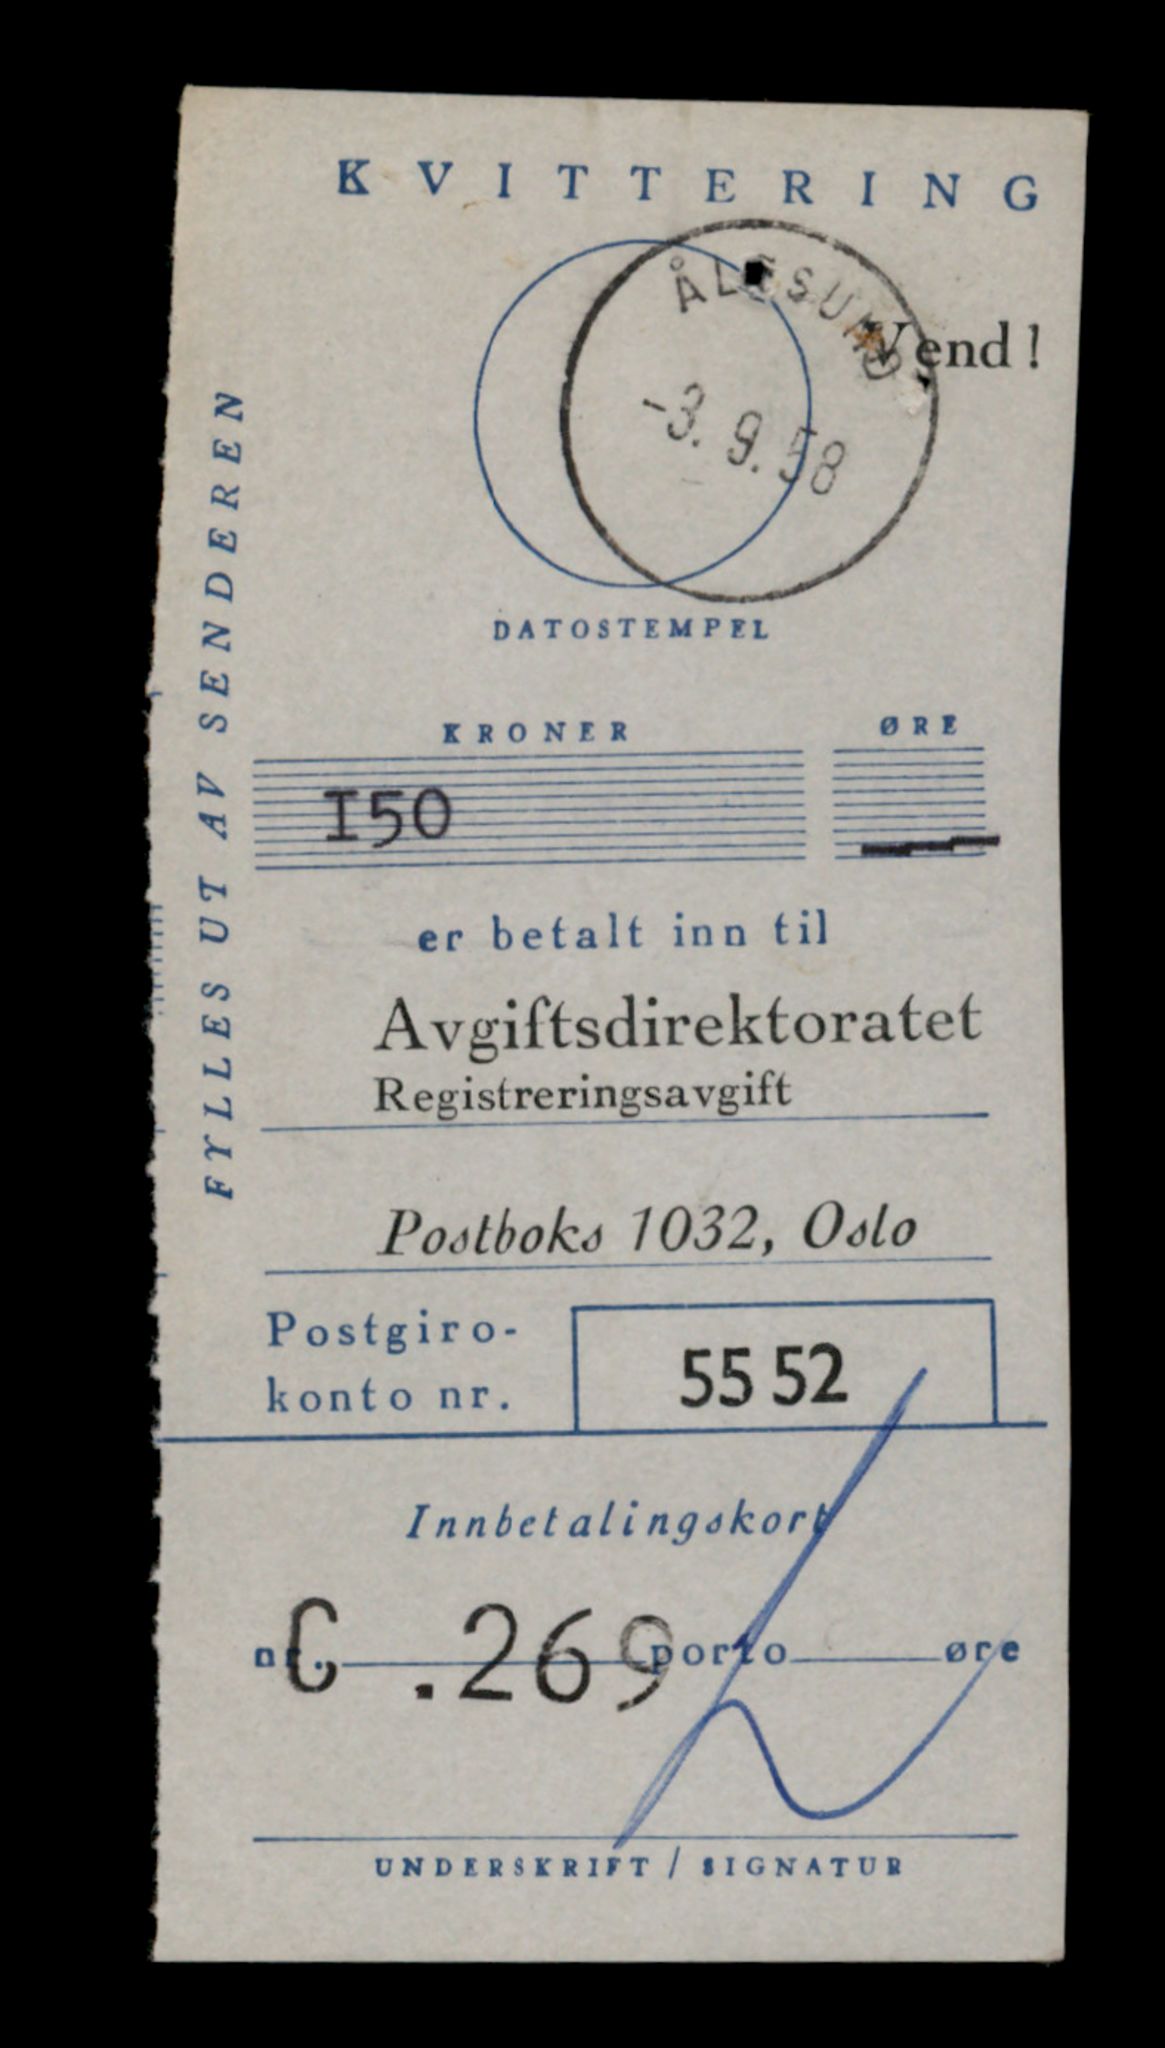 KVITTERING
ÅLESUND
Vend!
-3.9.58
DATOSTEMPEL
FYLLES UT AV SENDEREN
KRONER ØRE
I50 —
er betalt inn til
Avgiftsdirektoratet
Registreringsavgift
Postboks 1032, Oslo
Postgiro-
konto nr.
55 52
Innbetalingskort
nr. G .269 porto øre
UNDERSKRIFT / SIGNATUR